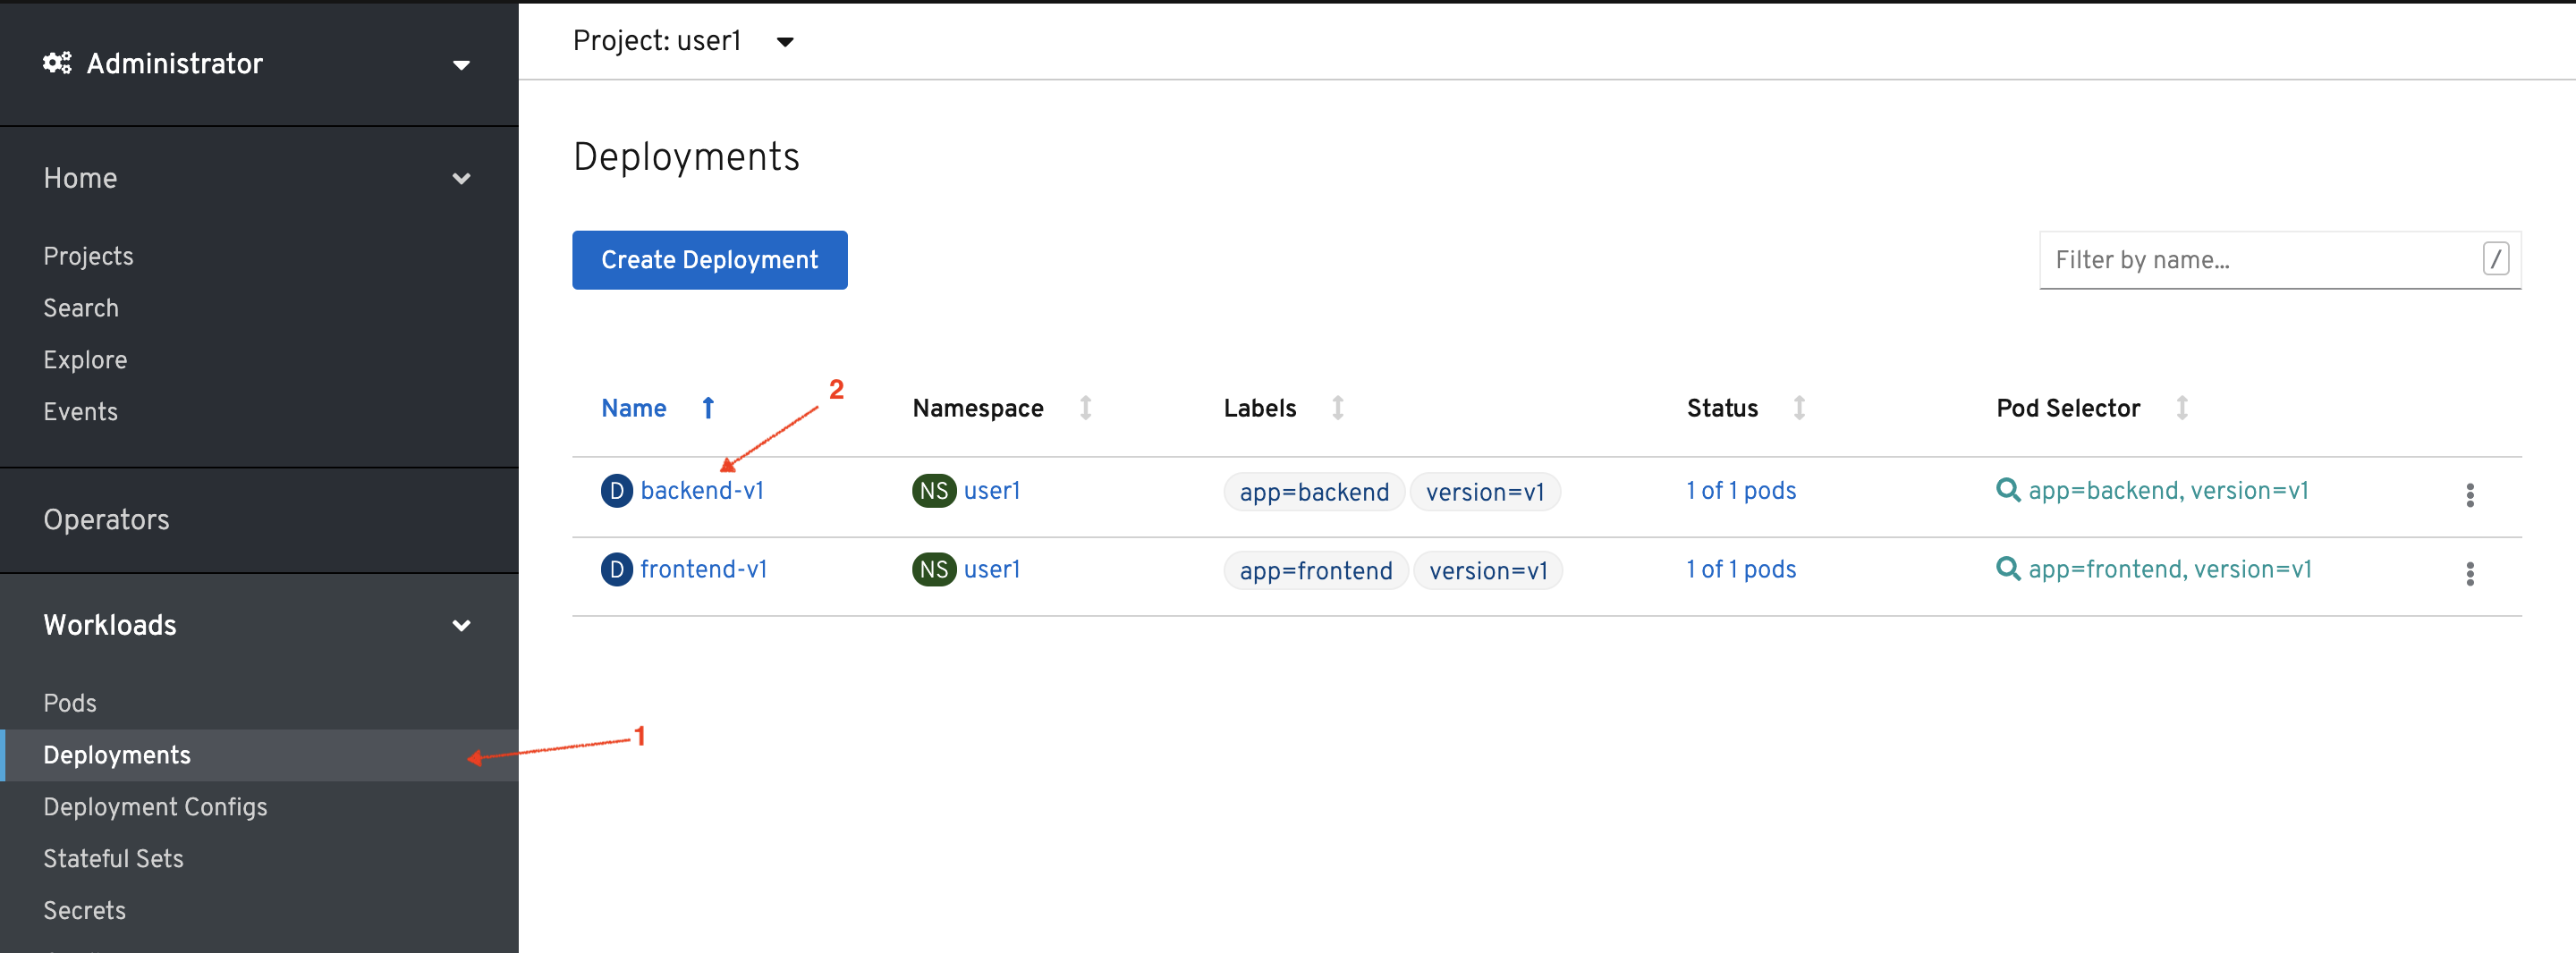 Administrator
Home
Projects
Search
Explore
Events
Operators
Workloads
Pods
Deployments
Deployment Configs
Stateful Sets
Secrets
1
Project: user1
Deployments
Create Deployment
Filter by name...
/
2
Name Namespace Labels Status Pod Selector
D backend-v1 NS user1 app=backend version=v1 1 of 1 pods app=backend, version=v1
D frontend-v1 NS user1 app=frontend version=v1 1 of 1 pods app=frontend, version=v1